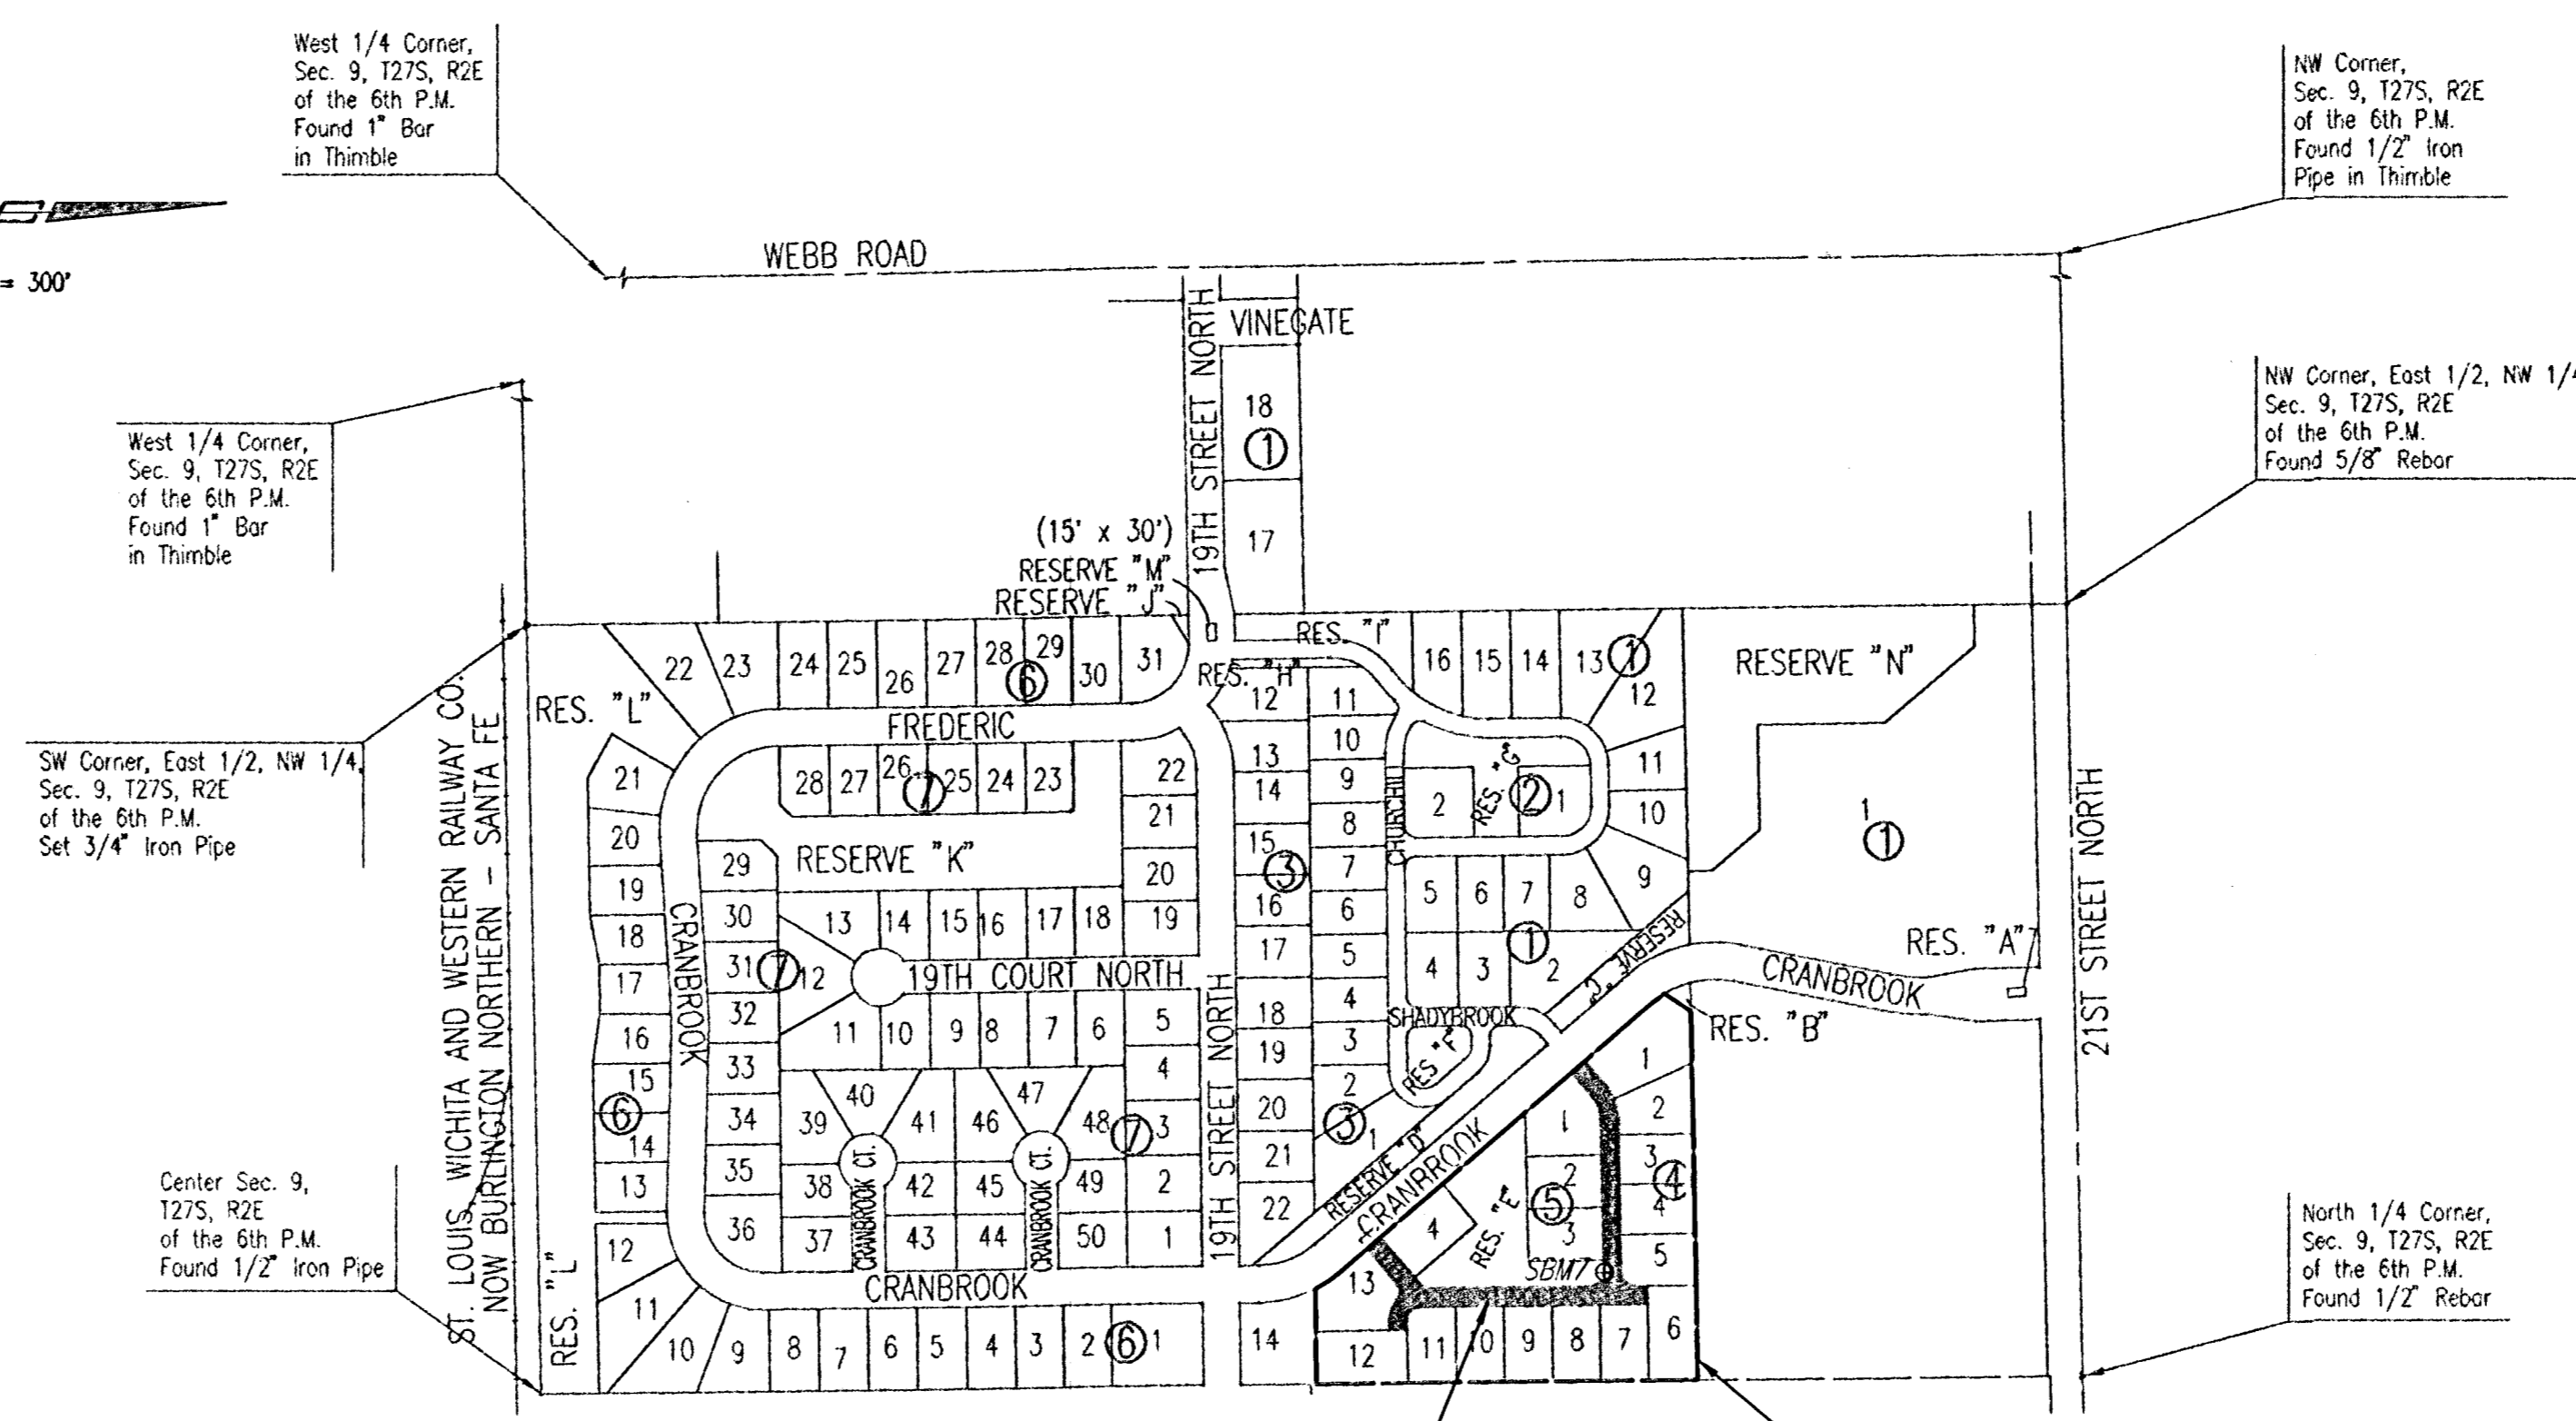 West 1/4 Corner,
Sec. 9, T27S, R2E
of the 6th P.M.
Found 1" Bar
in Thimble
NW Corner,
Sec. 9, T27S, R2E
of the 6th P.M.
Found 1/2" Iron
Pipe in Thimble
= 300'
WEBB ROAD
VINEGATE
19TH STREET NORTH
18
1
17
West 1/4 Corner,
Sec. 9, T27S, R2E
of the 6th P.M.
Found 1" Bar
in Thimble
NW Corner, East 1/2, NW 1/4
Sec. 9, T27S, R2E
of the 6th P.M.
Found 5/8" Rebar
(15' x 30')
RESERVE "M"
RESERVE "J"
RES. "I"
RES. "H"
22 23 24 25 26 27 28 29 30 31
6
16 15 14 13 12
1
RESERVE "N"
RES. "L"
FREDERIC
SW Corner, East 1/2, NW 1/4,
Sec. 9, T27S, R2E
of the 6th P.M.
Set 3/4" Iron Pipe
ST. LOUIS, WICHITA AND WESTERN RAILWAY CO.
NOW BURLINGTON NORTHERN - SANTA FE
21 20 19 18 17 16 15 14 13 12 11
6
28 27 26 25 24 23
7
22 21 20 19
RESERVE "K"
CRANBROOK
29 30 31 32 33 34 35 36
7
13 14 15 16 17 18
12
19TH COURT NORTH
11 10 9 8 7 6 5 4 3 2 1
39 40 41 46 47 48
7
38 42 45 49
37 43 44 50
CRANBROOK CT.
CRANBROOK CT.
19TH STREET NORTH
12 13 14 15 16 17 18 19 20 21 22
3
11 10 9 8 7 6 5 4 3 2 1
3
CHURCHILL
2 RES. "G" 1
2
11 10 9
5 6 7 8
4 3 2
1
RESERVE "C"
SHADYBROOK
RES. "F"
RESERVE "D"
CRANBROOK
CRANBROOK
RES. "A"
RES. "B"
1
1
21ST STREET NORTH
1 2 3 4 5
4
1 2 3
5
RES. "E"
4
SBM7
13
12 11 10 9 8 7 6
14
Center Sec. 9,
T27S, R2E
of the 6th P.M.
Found 1/2" Iron Pipe
RES. "L"
CRANBROOK
10 9 8 7 6 5 4 3 2 1
6
North 1/4 Corner,
Sec. 9, T27S, R2E
of the 6th P.M.
Found 1/2" Rebar